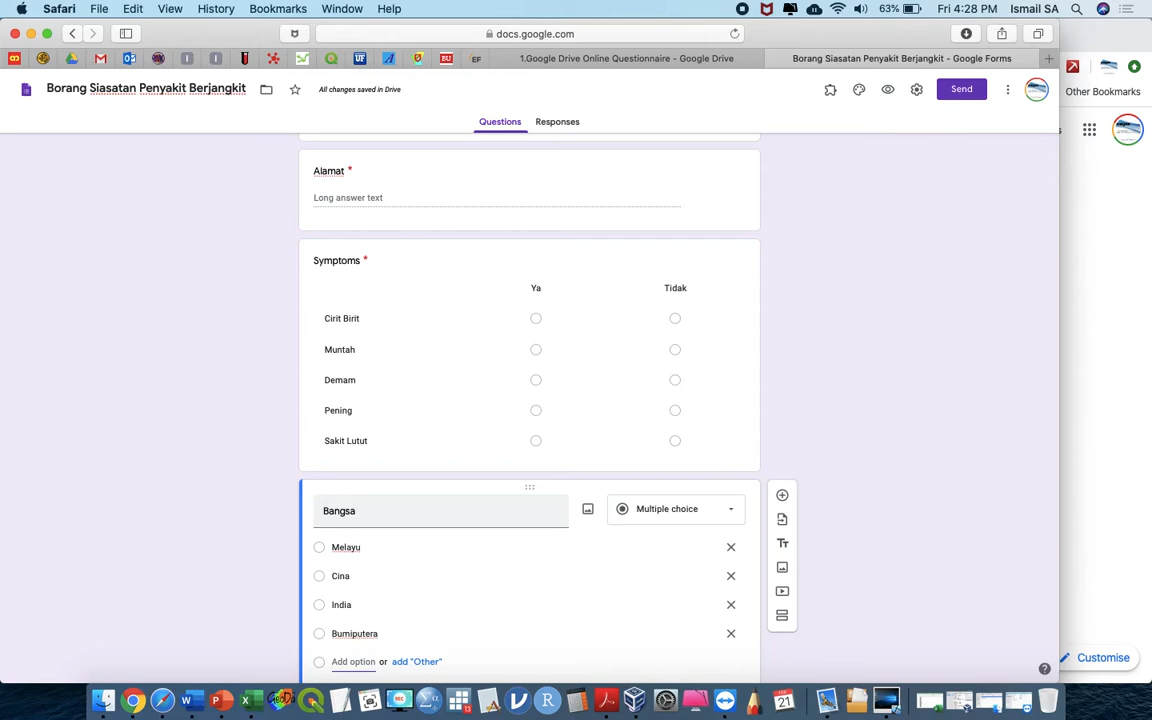 Safari File Edit View History Bookmarks Window Help 63% Fri 4:28 PM Ismail SA
docs.google.com
1.Google Drive Online Questionnaire - Google Drive Borang Siasatan Penyakit Berjangkit - Google Forms
Other Bookmarks
Borang Siasatan Penyakit Berjangkit All changes saved in Drive Send
Questions Responses
Alamat *
Long answer text
Symptoms *
Ya Tidak
Cirit Birit
Muntah
Demam
Pening
Sakit Lutut
Bangsa Multiple choice
Melayu
Cina
India
Bumiputera
Add option or add "Other"
Customise